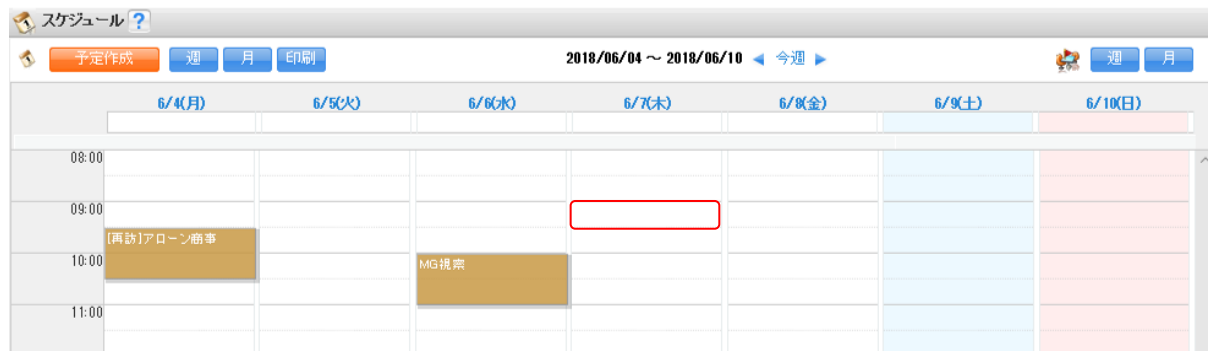 スケジュール ?
予定作成 週 月 印刷 2018/06/04 ～ 2018/06/10 今週 週 月
6/4(月) 6/5(火) 6/6(水) 6/7(木) 6/8(金) 6/9(土) 6/10(日)
08:00
09:00
[再訪]アローン商事
10:00
MG視察
11:00